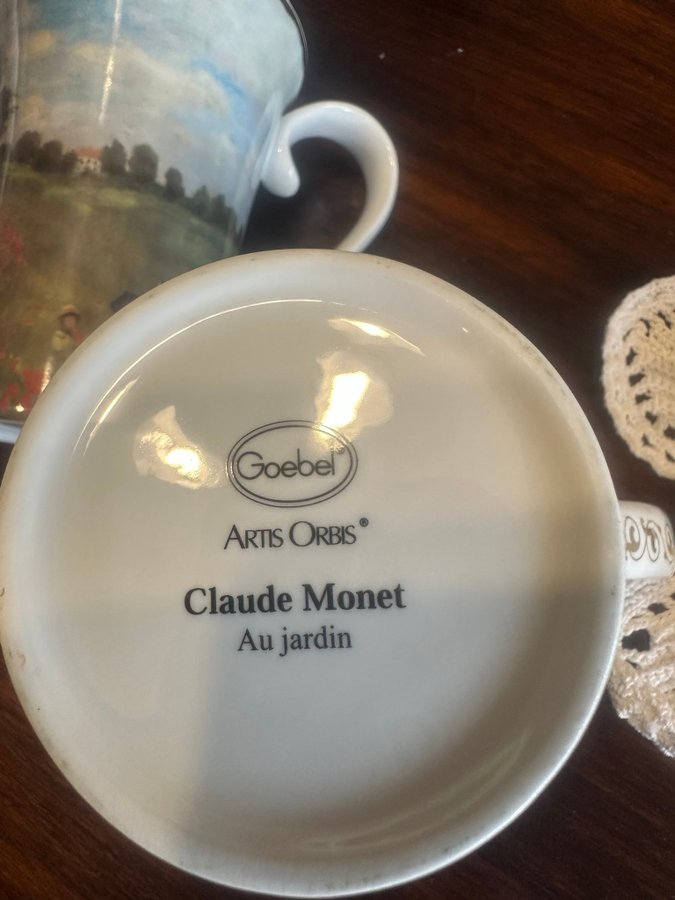 Goebel®
ARTIS ORBIS®
Claude Monet
Au jardin